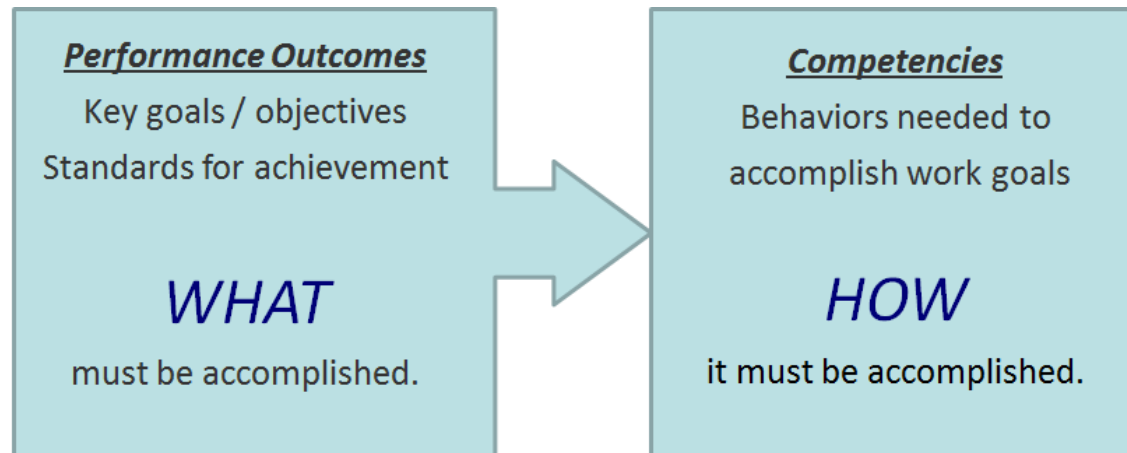 Performance Outcomes
Key goals / objectives
Standards for achievement
WHAT
must be accomplished.
Competencies
Behaviors needed to
accomplish work goals
HOW
it must be accomplished.